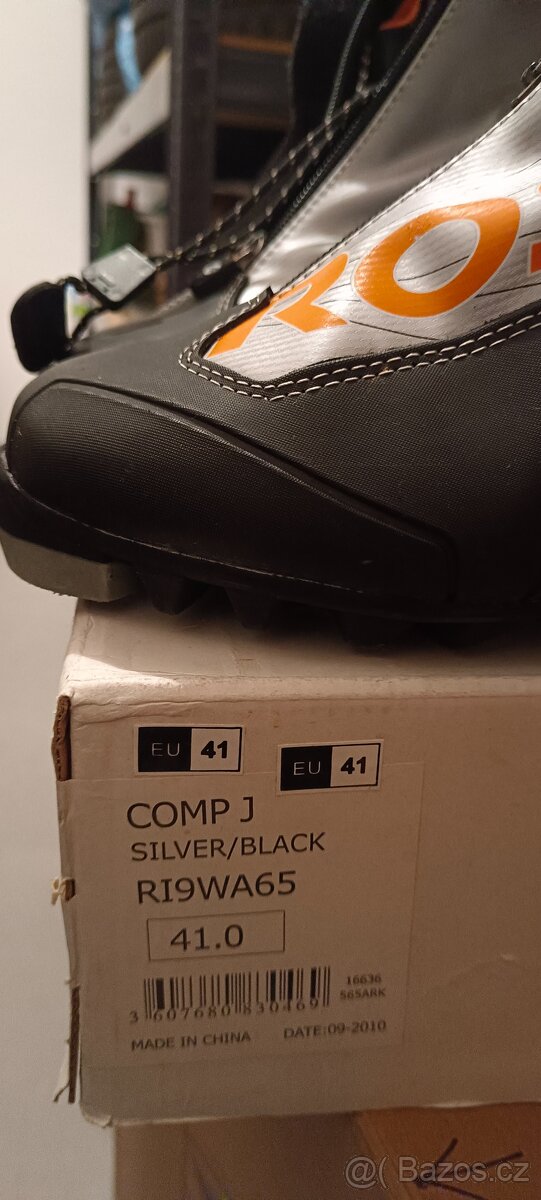 RO
EU 41
EU 41
COMP J
SILVER/BLACK
RI9WA65
41.0
16636
S65ARK
3 607680 830469
MADE IN CHINA DATE:09-2010
@( Bazos.cz